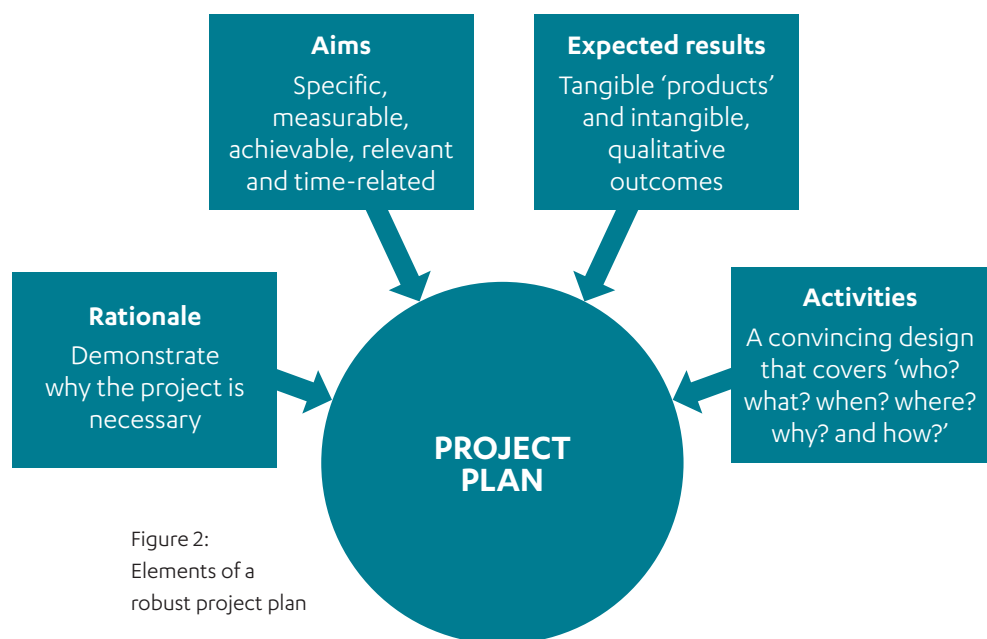 Aims
Specific,
measurable,
achievable, relevant
and time-related
Expected results
Tangible ‘products’
and intangible,
qualitative
outcomes
Rationale
Demonstrate
why the project is
necessary
Activities
A convincing design
that covers ‘who?
what? when? where?
why? and how?’
PROJECT
PLAN
Figure 2:
Elements of a
robust project plan